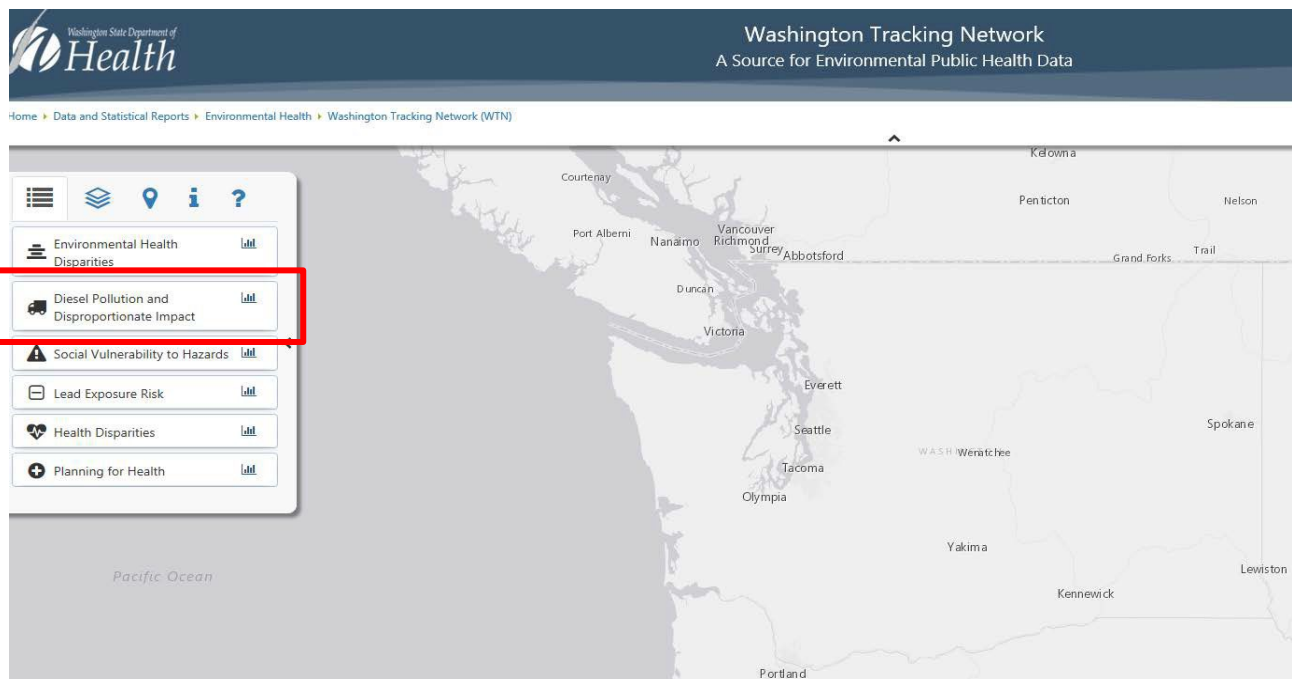 Washington State Department of
Health
Washington Tracking Network
A Source for Environmental Public Health Data
Home Data and Statistical Reports Environmental Health Washington Tracking Network (WTN)
Environmental Health
Disparities
Diesel Pollution and
Disproportionate Impact
Social Vulnerability to Hazards
Lead Exposure Risk
Health Disparities
Planning for Health
Kelowna
Courtenay
Penticton
Nelson
Port Alberni
Nanaimo
Vancouver
Richmond
Surrey
Abbotsford
Trail
Grand Forks
Duncan
Victoria
Everett
Seattle
Spokane
WASH
Wenatchee
Tacoma
Olympia
Yakima
Pacific Ocean
Lewiston
Kennewick
Portland